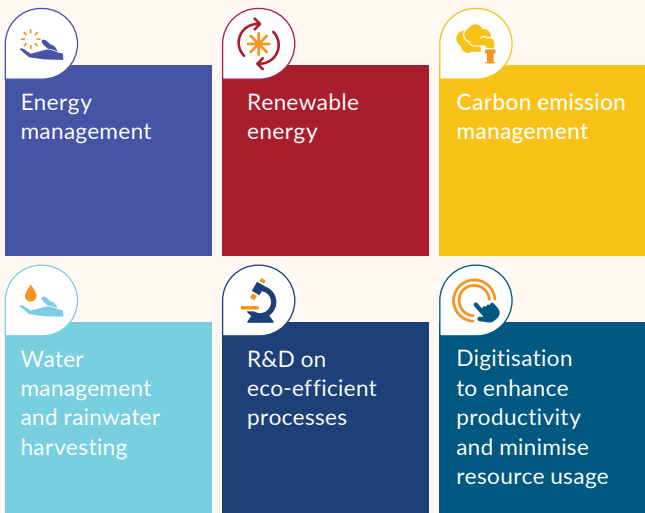 Energy
management
Renewable
energy
Carbon emission
management
Water
management
and rainwater
harvesting
R&D on
eco-efficient
processes
Digitisation
to enhance
productivity
and minimise
resource usage